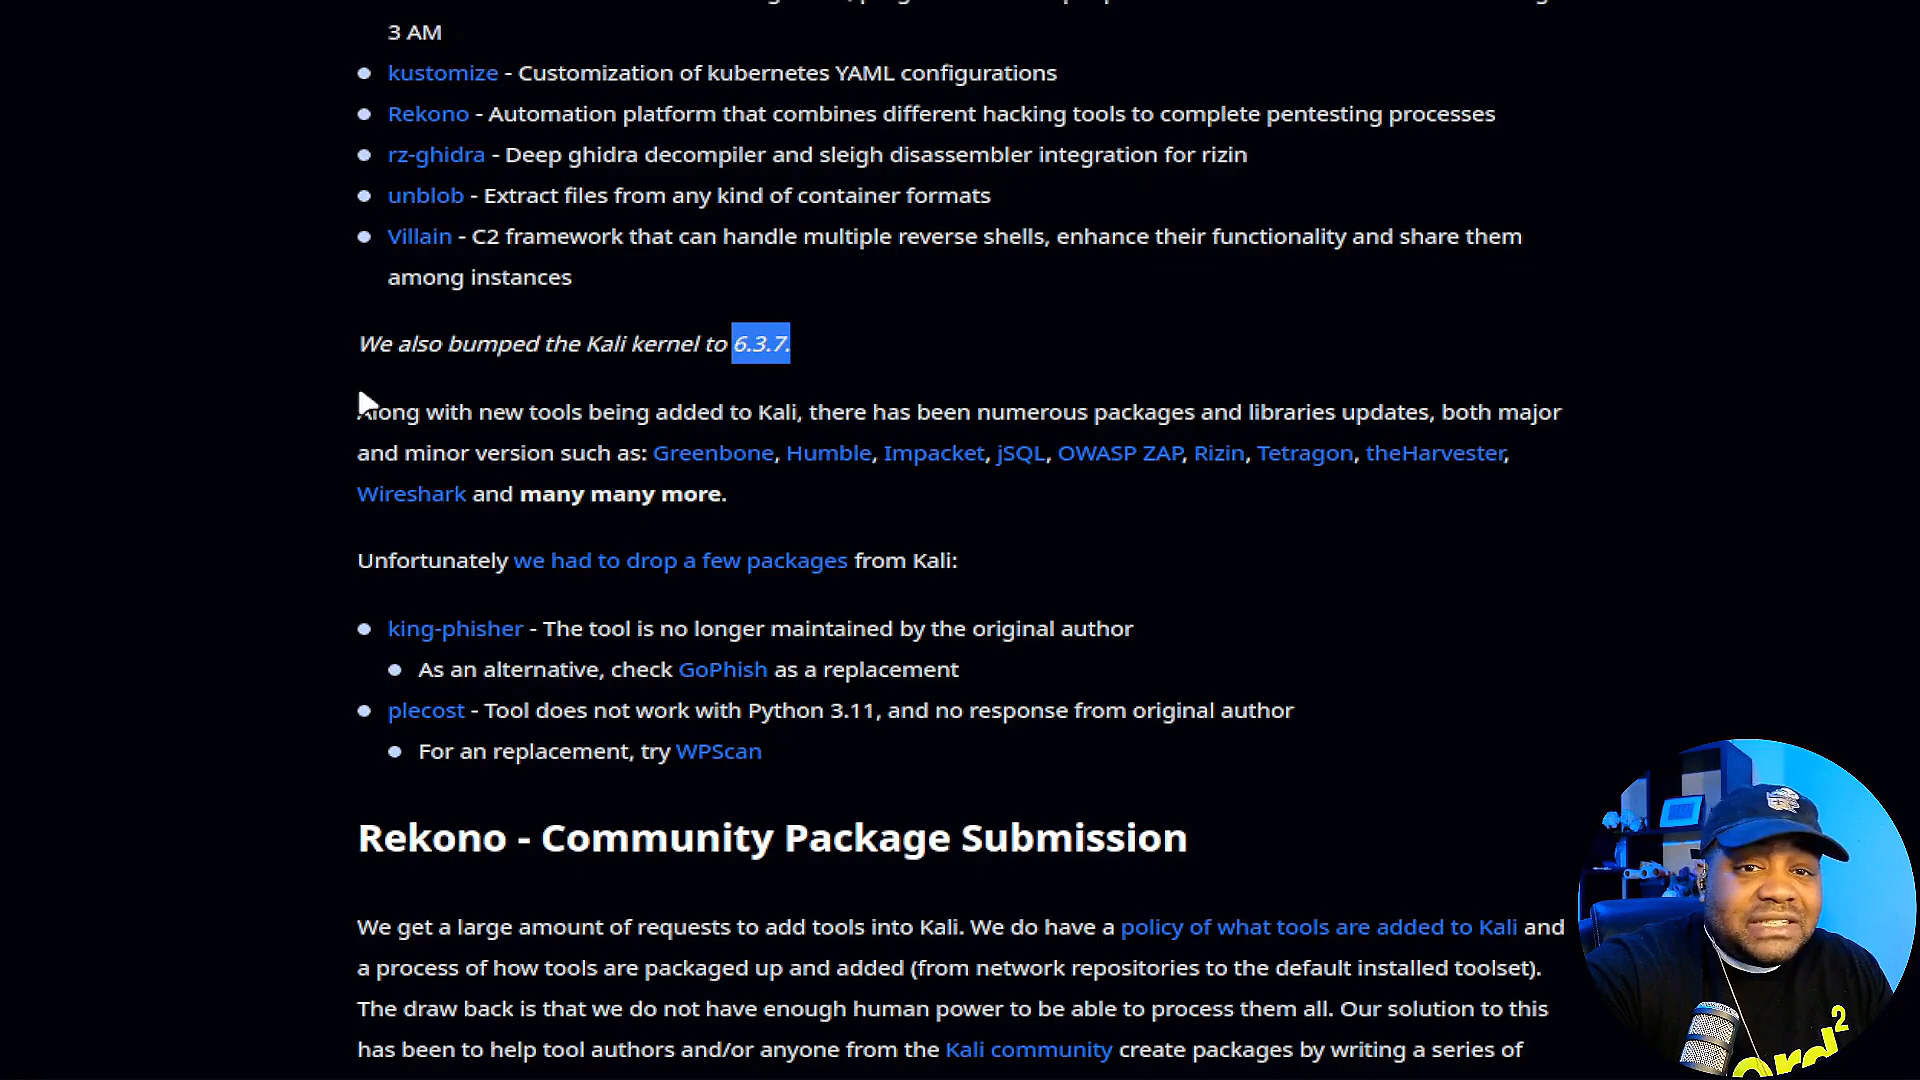 3 AM
kustomize - Customization of kubernetes YAML configurations
Rekono - Automation platform that combines different hacking tools to complete pentesting processes
rz-ghidra - Deep ghidra decompiler and sleigh disassembler integration for rizin
unblob - Extract files from any kind of container formats
Villain - C2 framework that can handle multiple reverse shells, enhance their functionality and share them
among instances
We also bumped the Kali kernel to 6.3.7.
Along with new tools being added to Kali, there has been numerous packages and libraries updates, both major
and minor version such as: Greenbone, Humble, Impacket, jSQL, OWASP ZAP, Rizin, Tetragon, theHarvester,
Wireshark and many many more.
Unfortunately we had to drop a few packages from Kali:
king-phisher - The tool is no longer maintained by the original author
As an alternative, check GoPhish as a replacement
plecost - Tool does not work with Python 3.11, and no response from original author
For an replacement, try WPScan
Rekono - Community Package Submission
We get a large amount of requests to add tools into Kali. We do have a policy of what tools are added to Kali and
a process of how tools are packaged up and added (from network repositories to the default installed toolset).
The draw back is that we do not have enough human power to be able to process them all. Our solution to this
has been to help tool authors and/or anyone from the Kali community create packages by writing a series of